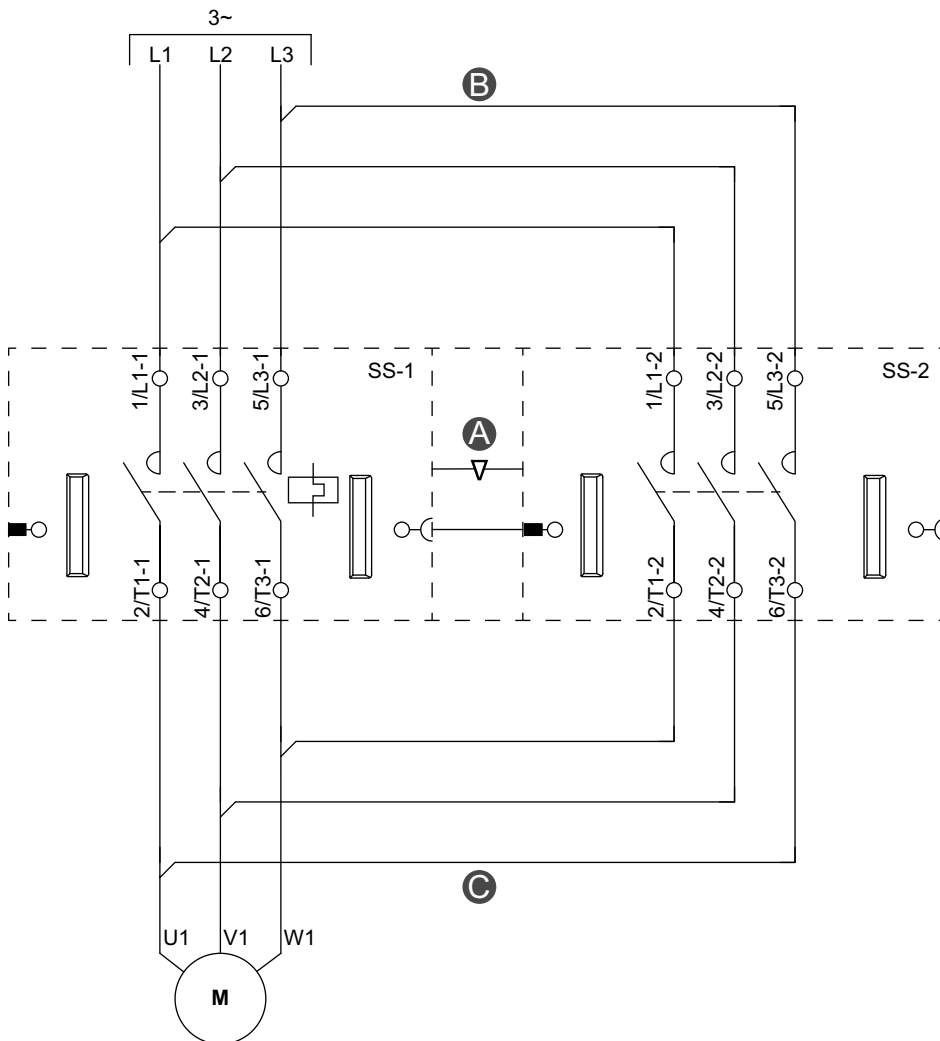 3~
L1 L2 L3
B
1/L1-1 3/L2-1 5/L3-1 SS-1 1/L1-2 3/L2-2 5/L3-2 SS-2
A
2/T1-1 4/T2-1 6/T3-1 2/T1-2 4/T2-2 6/T3-2
C
U1 V1 W1
M